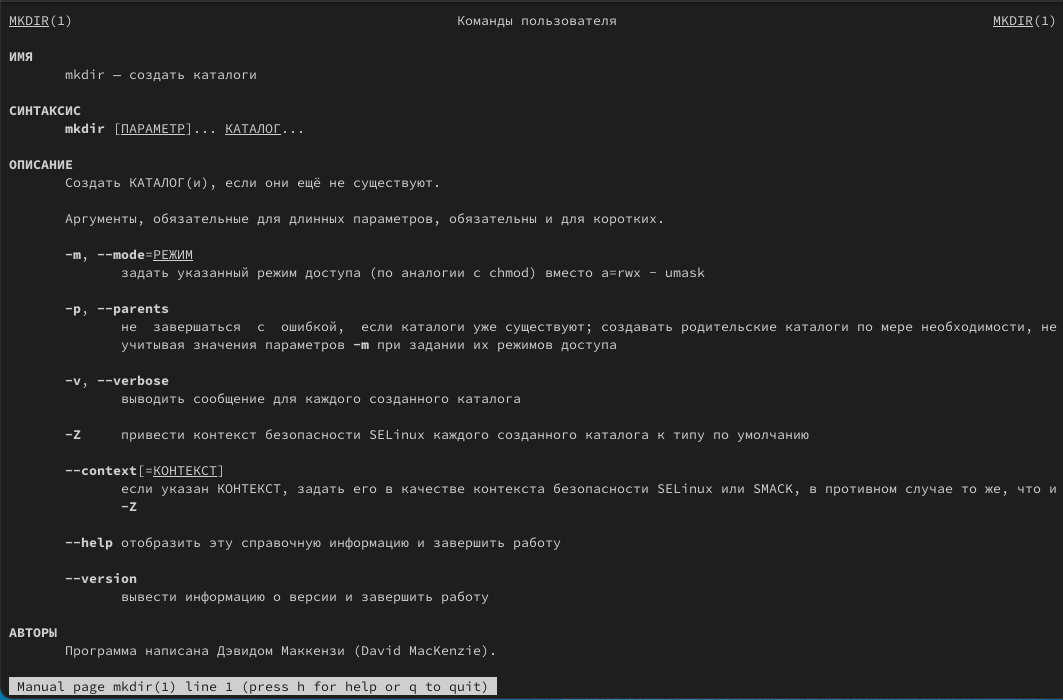 MKDIR(1) Команды пользователя MKDIR(1)
ИМЯ
mkdir — создать каталоги
СИНТАКСИС
mkdir [ПАРАМЕТР]... КАТАЛОГ...
ОПИСАНИЕ
Создать КАТАЛОГ(и), если они ещё не существуют.
Аргументы, обязательные для длинных параметров, обязательны и для коротких.
-m, --mode=РЕЖИМ
задать указанный режим доступа (по аналогии с chmod) вместо a=rwx - umask
-p, --parents
не завершаться с ошибкой, если каталоги уже существуют; создавать родительские каталоги по мере необходимости, не
учитывая значения параметров -m при задании их режимов доступа
-v, --verbose
выводить сообщение для каждого созданного каталога
-Z привести контекст безопасности SELinux каждого созданного каталога к типу по умолчанию
--context[=КОНТЕКСТ]
если указан КОНТЕКСТ, задать его в качестве контекста безопасности SELinux или SMACK, в противном случае то же, что и
-Z
--help отобразить эту справочную информацию и завершить работу
--version
вывести информацию о версии и завершить работу
АВТОРЫ
Программа написана Дэвидом Маккензи (David MacKenzie).
Manual page mkdir(1) line 1 (press h for help or q to quit)